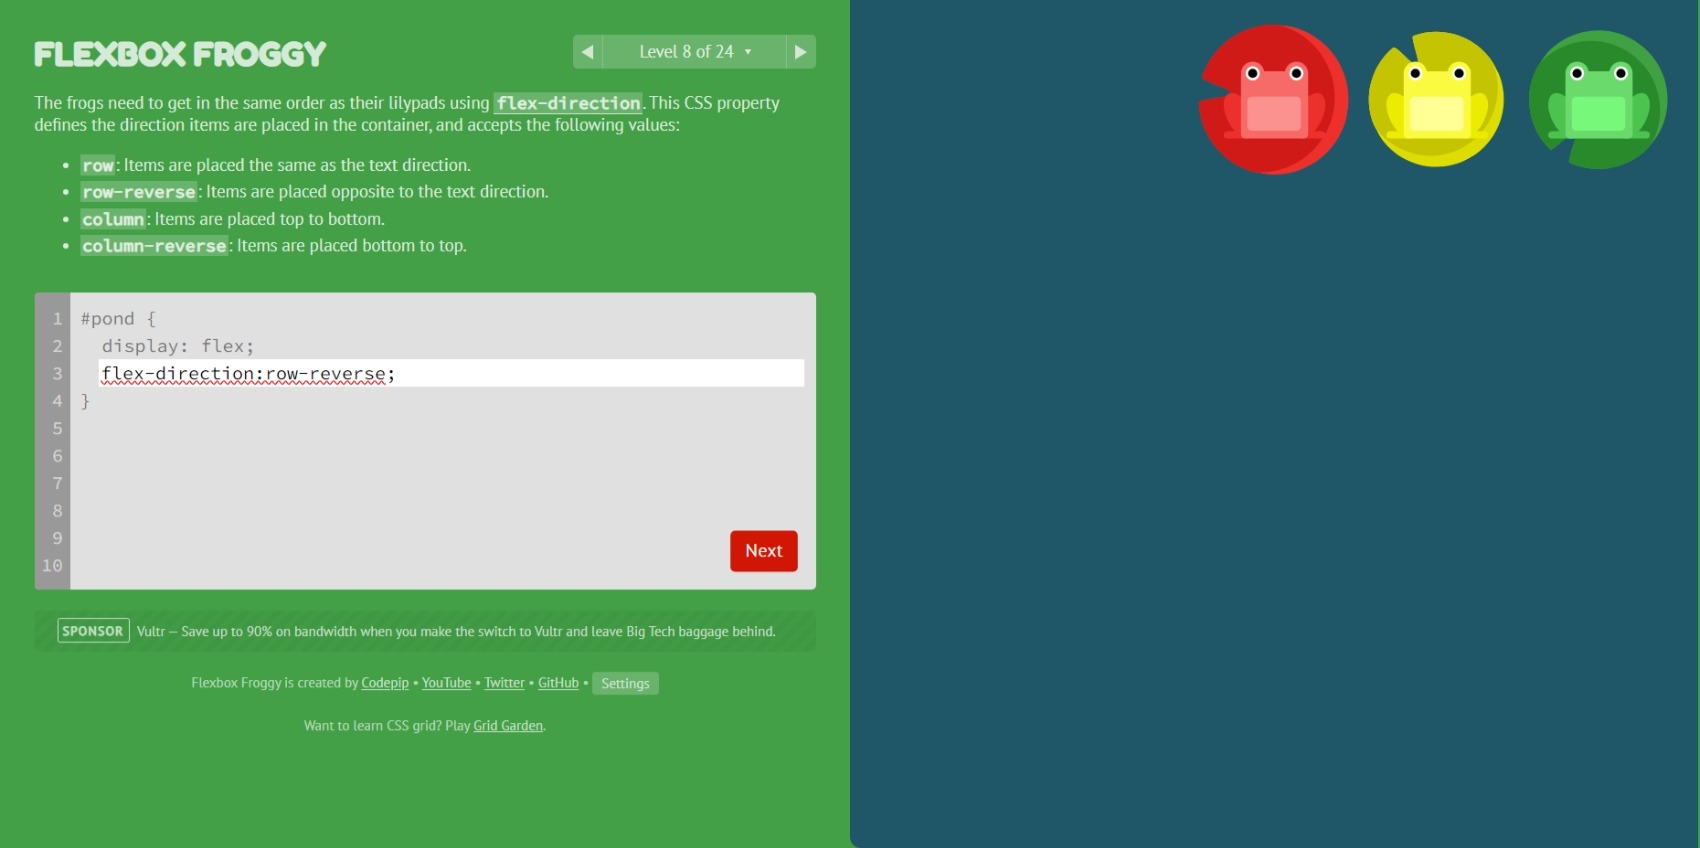 FLEXBOX FROGGY
Level 8 of 24
The frogs need to get in the same order as their lilypads using flex-direction. This CSS property
defines the direction items are placed in the container, and accepts the following values:
• row: Items are placed the same as the text direction.
• row-reverse: Items are placed opposite to the text direction.
• column: Items are placed top to bottom.
• column-reverse: Items are placed bottom to top.
1 #pond {
2 display: flex;
3 flex-direction:row-reverse;
4 }
5
6
7
8
9
10
Next
SPONSOR Vultr — Save up to 90% on bandwidth when you make the switch to Vultr and leave Big Tech baggage behind.
Flexbox Froggy is created by Codepip • YouTube • Twitter • GitHub • Settings
Want to learn CSS grid? Play Grid Garden.